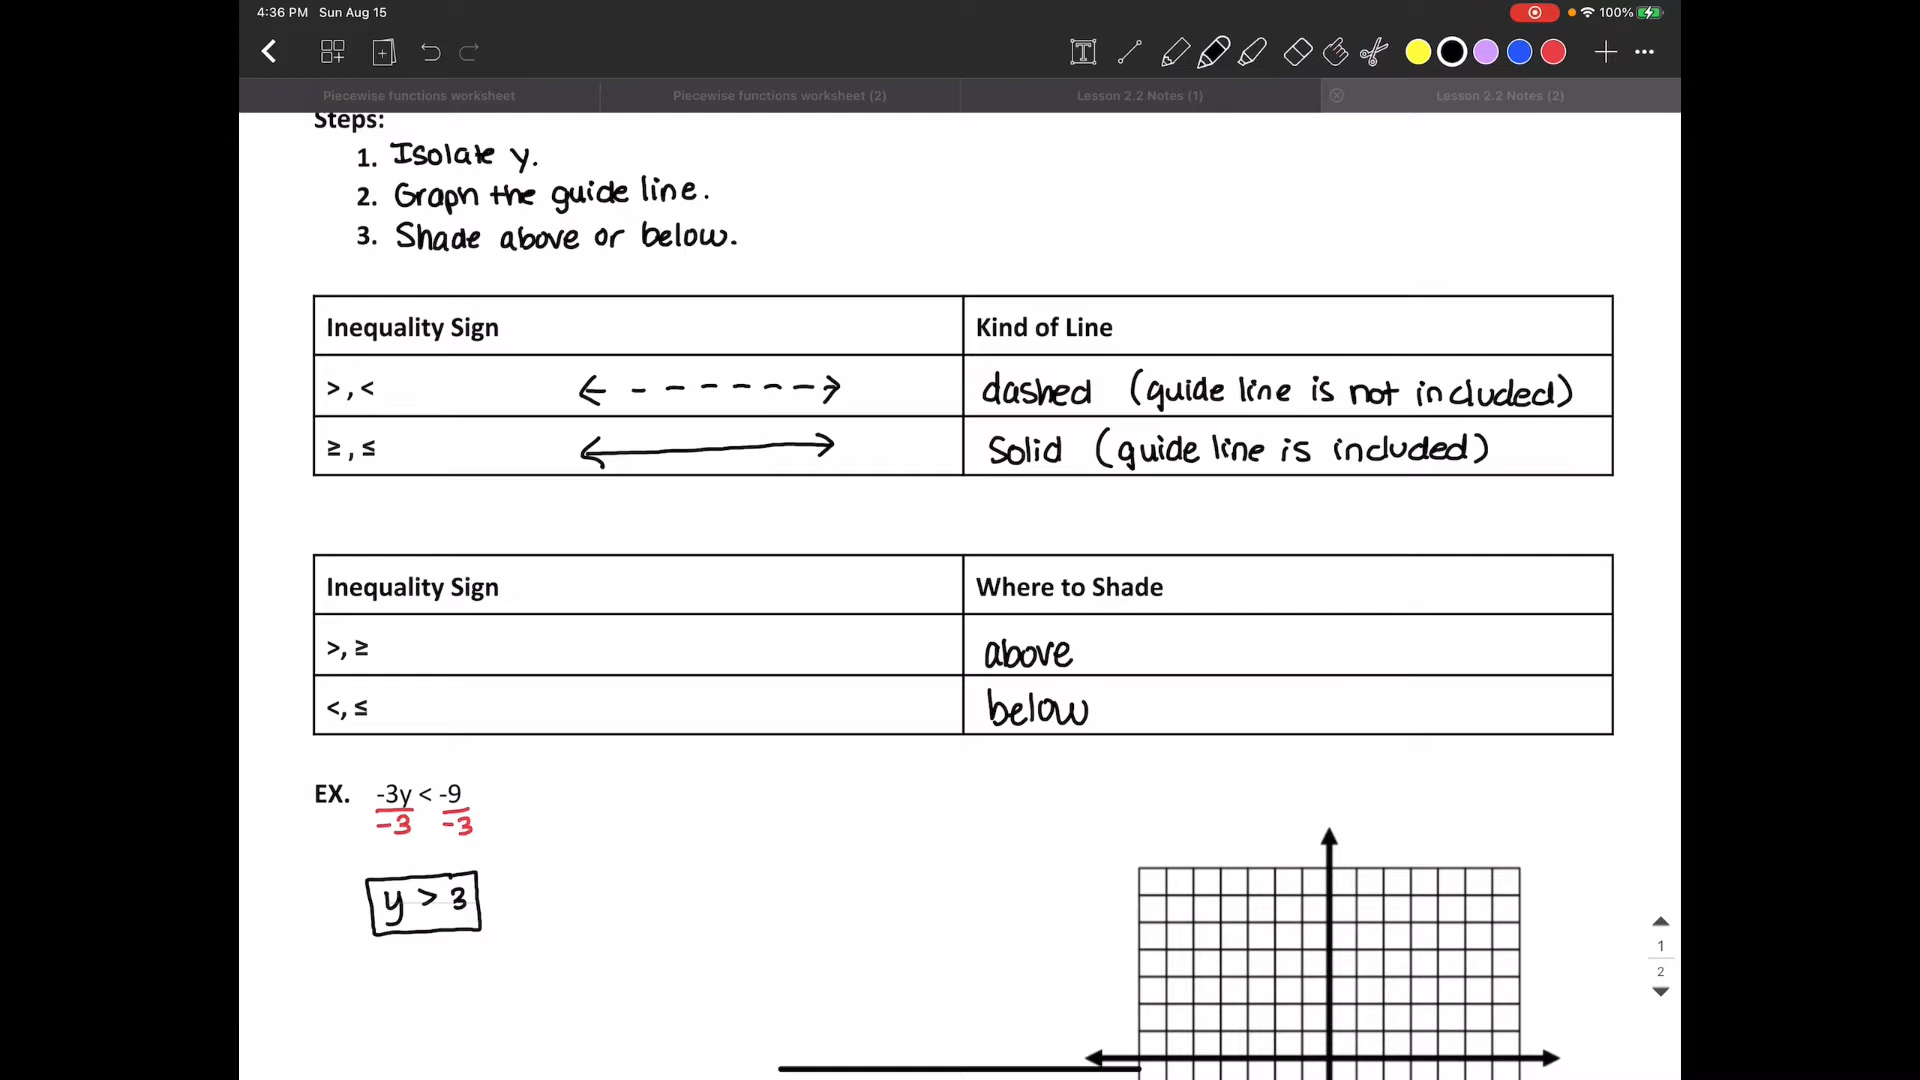 4:36 PM Sun Aug 15
100%
Piecewise functions worksheet
Piecewise functions worksheet (2)
Lesson 2.2 Notes (1)
Lesson 2.2 Notes (2)
Steps:
1. Isolate y.
2. Graph the guide line.
3. Shade above or below.
Inequality Sign Kind of Line
>, < dashed (guide line is not included)
≥, ≤ Solid (guide line is included)
Inequality Sign Where to Shade
>, ≥ above
<, ≤ below
EX. -3y < -9
-3 -3
y > 3
1
2